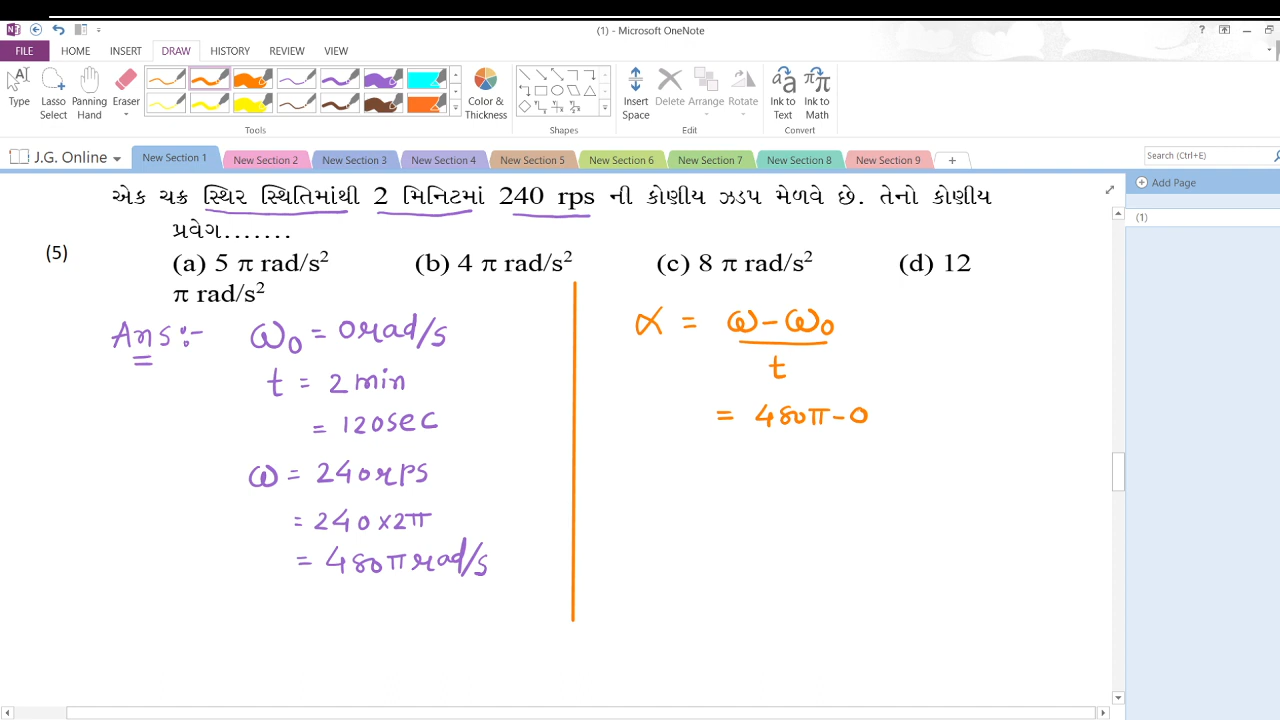 (1) - Microsoft OneNote
FILE HOME INSERT DRAW HISTORY REVIEW VIEW
Type
Lasso Select
Panning Hand
Eraser
Color & Thickness
Insert Space
Delete
Arrange
Rotate
Ink to Text
Ink to Math
Tools Shapes Edit Convert
J.G. Online New Section 1 New Section 2 New Section 3 New Section 4 New Section 5 New Section 6 New Section 7 New Section 8 New Section 9
Search (Ctrl+E)
Add Page
(1)
એક ચક્ર સ્થિર સ્થિતિમાંથી 2 મિનિટમાં 240 rps ની કોણીય ઝડપ મેળવે છે. તેનો કોણીય
પ્રવેગ.......
(5)
(a) 5 π rad/s² (b) 4 π rad/s² (c) 8 π rad/s² (d) 12
π rad/s²
Ans :- ω₀ = 0 rad/s
t = 2 min
= 120 sec
ω = 240 rps
= 240 × 2π
= 480π rad/s
α = ω - ω₀
t
= 480π - 0